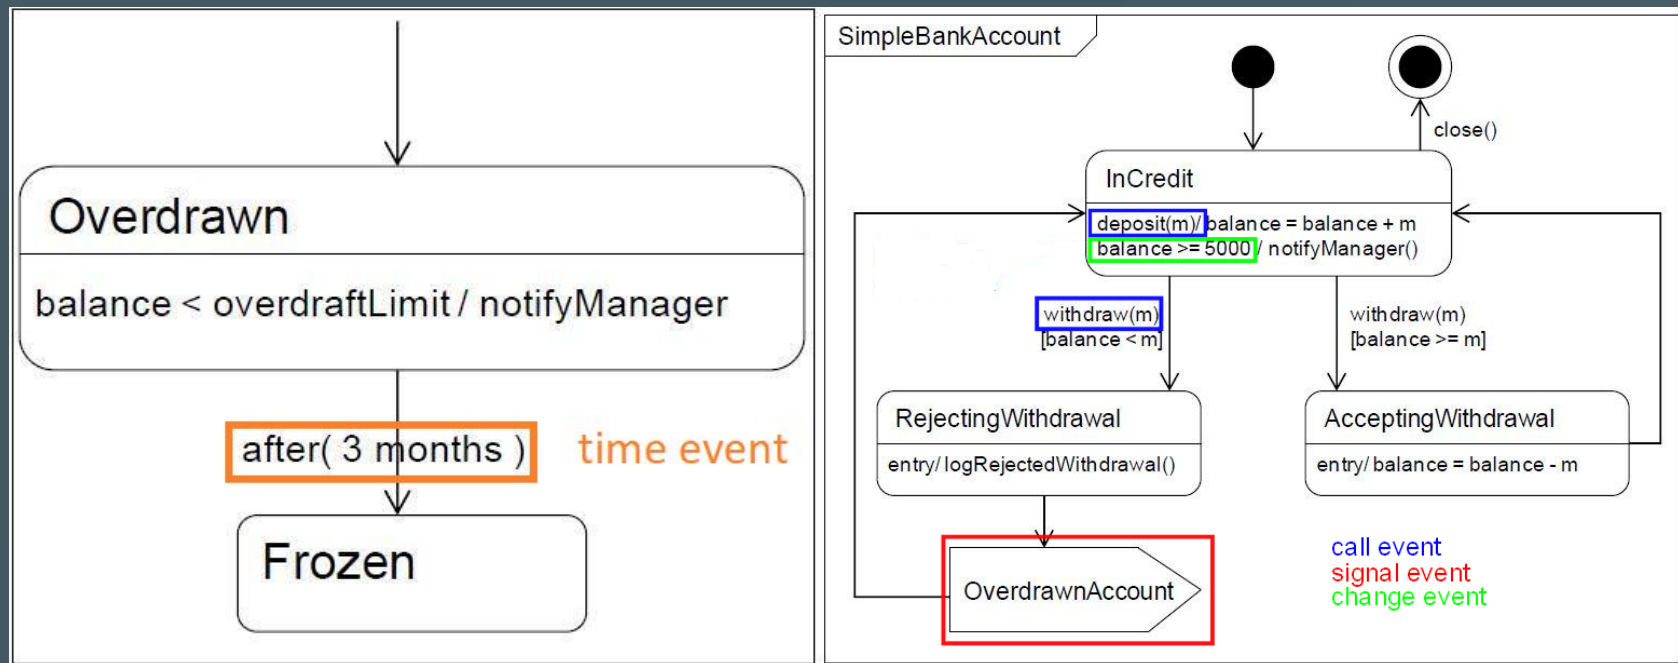 Overdrawn
balance < overdraftLimit / notifyManager
after( 3 months )
time event
Frozen
SimpleBankAccount
close()
InCredit
deposit(m)/ balance = balance + m
balance >= 5000 / notifyManager()
withdraw(m)
[balance < m]
withdraw(m)
[balance >= m]
RejectingWithdrawal
entry/ logRejectedWithdrawal()
AcceptingWithdrawal
entry/ balance = balance - m
OverdrawnAccount
call event
signal event
change event